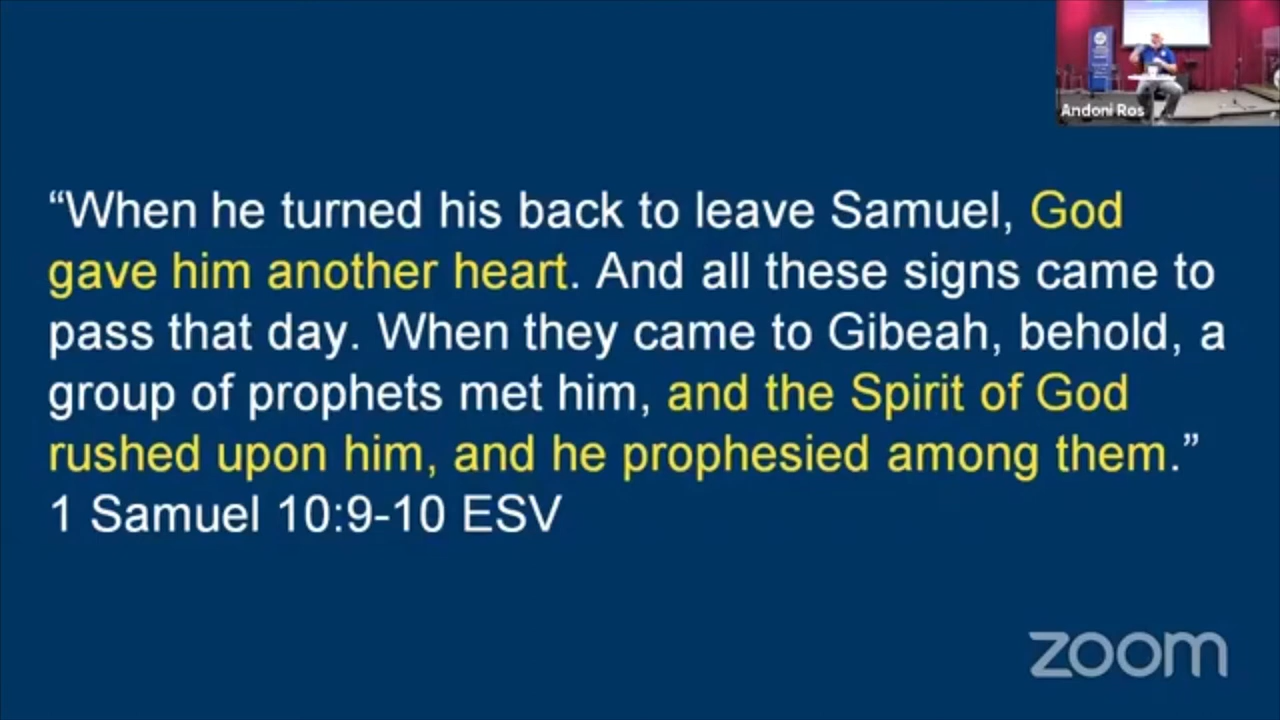 Andoni Ros
“When he turned his back to leave Samuel, God
gave him another heart. And all these signs came to
pass that day. When they came to Gibeah, behold, a
group of prophets met him, and the Spirit of God
rushed upon him, and he prophesied among them.”
1 Samuel 10:9-10 ESV
zoom